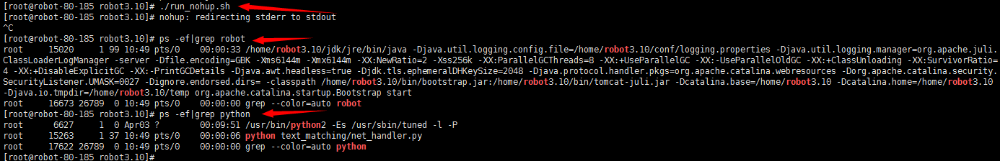 [root@robot-80-185 robot3.10]# ./run_nohup.sh
[root@robot-80-185 robot3.10]# nohup: redirecting stderr to stdout
^C
[root@robot-80-185 robot3.10]# ps -ef|grep robot
root     15020     1 99 10:49 pts/0    00:00:33 /home/robot3.10/jdk/jre/bin/java -Djava.util.logging.config.file=/home/robot3.10/conf/logging.properties -Djava.util.logging.manager=org.apache.juli.
ClassLoaderLogManager -server -Dfile.encoding=GBK -Xms6144m -Xmx6144m -XX:NewRatio=2 -Xss256k -XX:ParallelGCThreads=8 -XX:+UseParallelGC -XX:-UseParallelOldGC -XX:+ClassUnloading -XX:SurvivorRatio=
4 -XX:+DisableExplicitGC -XX:-PrintGCDetails -Djava.awt.headless=true -Djdk.tls.ephemeralDHKeySize=2048 -Djava.protocol.handler.pkgs=org.apache.catalina.webresources -Dorg.apache.catalina.security.
SecurityListener.UMASK=0027 -Dignore.endorsed.dirs= -classpath /home/robot3.10/bin/bootstrap.jar:/home/robot3.10/bin/tomcat-juli.jar -Dcatalina.base=/home/robot3.10 -Dcatalina.home=/home/robot3.10
-Djava.io.tmpdir=/home/robot3.10/temp org.apache.catalina.startup.Bootstrap start
root     16673 26789  0 10:49 pts/0    00:00:00 grep --color=auto robot
[root@robot-80-185 robot3.10]# ps -ef|grep python
root      6627     1  0 Apr03 ?        00:09:51 /usr/bin/python2 -Es /usr/sbin/tuned -l -P
root     15263     1 37 10:49 pts/0    00:00:06 python text_matching/net_handler.py
root     17622 26789  0 10:49 pts/0    00:00:00 grep --color=auto python
[root@robot-80-185 robot3.10]#